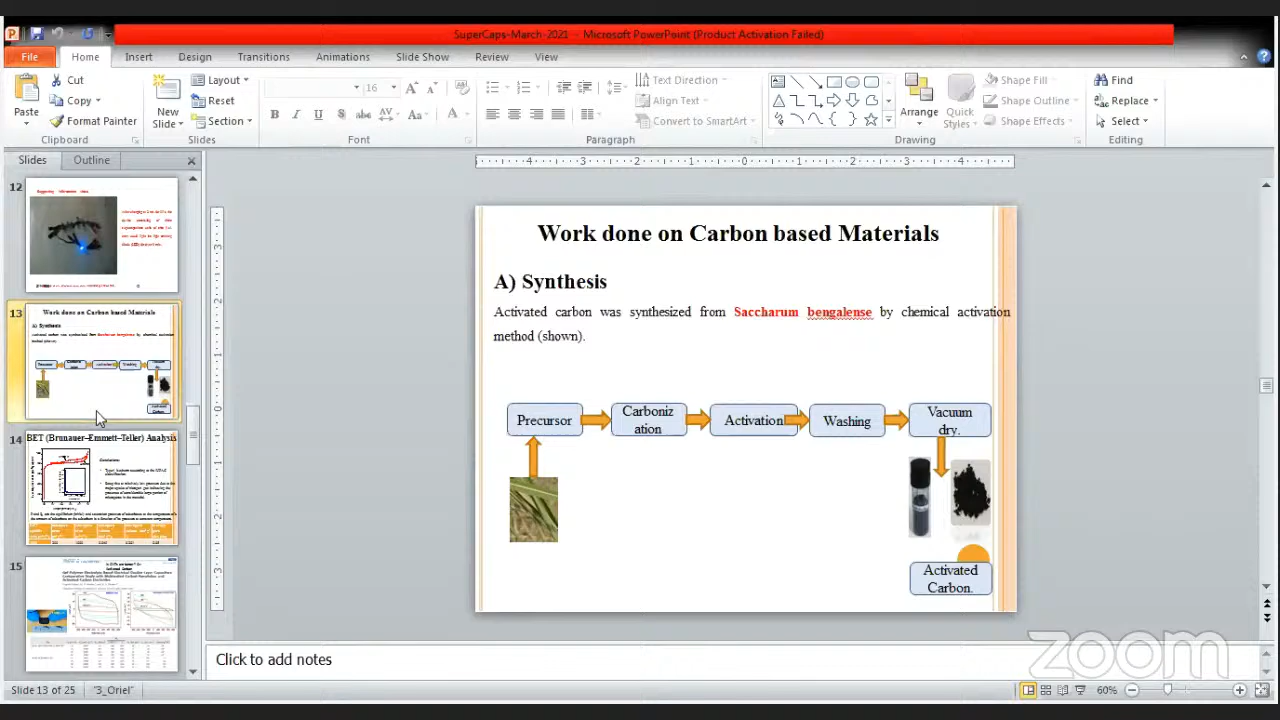 SuperCaps-March-2021 - Microsoft PowerPoint (Product Activation Failed)
File Home Insert Design Transitions Animations Slide Show Review View
Cut
Copy
Format Painter
Paste
Clipboard
New
Slide
Layout
Reset
Section
Slides
16
Font
Text Direction
Align Text
Convert to SmartArt
Paragraph
Arrange
Quick
Styles
Shape Fill
Shape Outline
Shape Effects
Drawing
Find
Replace
Select
Editing
Slides Outline
12
13
Work done on Carbon based Materials
A) Synthesis
14
BET (Brunauer–Emmett–Teller) Analysis
15
Work done on Carbon based Materials
A) Synthesis
Activated carbon was synthesized from Saccharum bengalense by chemical activation
method (shown).
Precursor
Carboniz
ation
Activation
Washing
Vacuum
dry.
Activated
Carbon.
Click to add notes
zoom
Slide 13 of 25 "3_Oriel" 60%